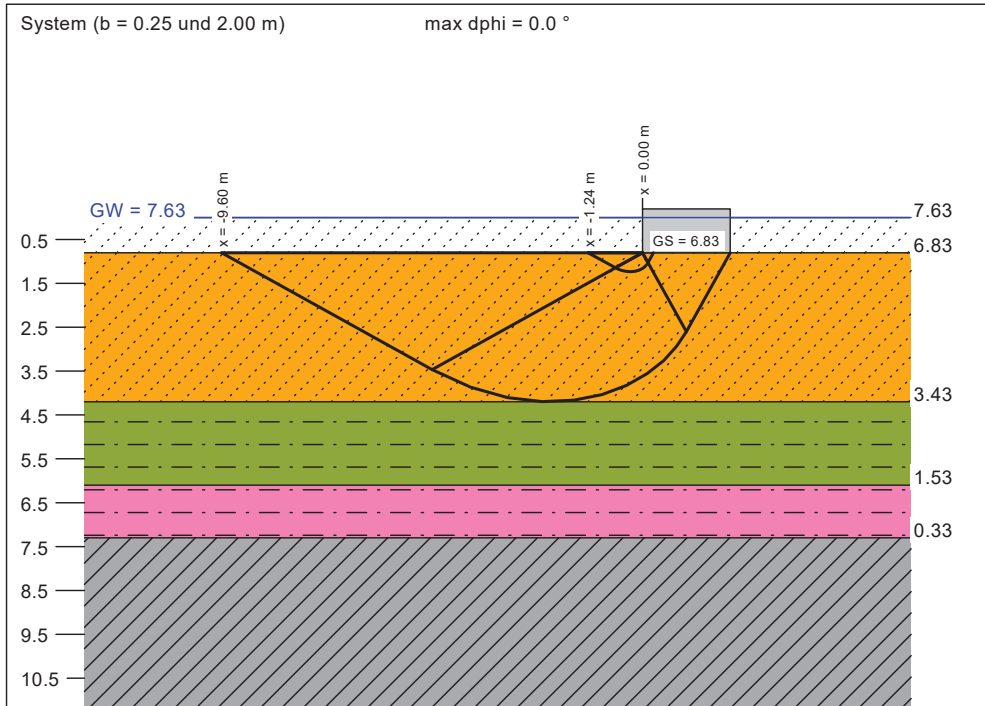 System (b = 0.25 und 2.00 m)
max dphi = 0.0 °
x = 0.00 m
x = -9.60 m
x = -1.24 m
GW = 7.63
7.63
0.5
GS = 6.83
6.83
1.5
2.5
3.5
3.43
4.5
5.5
1.53
6.5
0.33
7.5
8.5
9.5
10.5